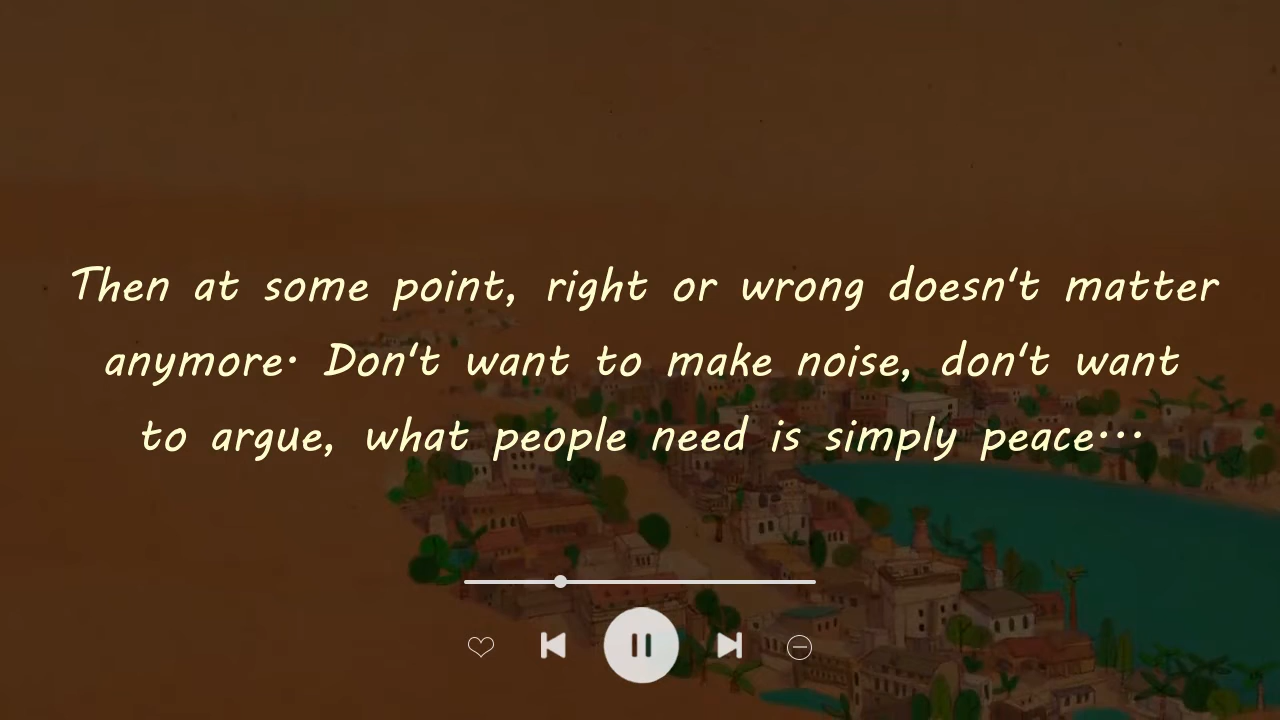 Then at some point, right or wrong doesn't matter
anymore. Don't want to make noise, don't want
to argue, what people need is simply peace...